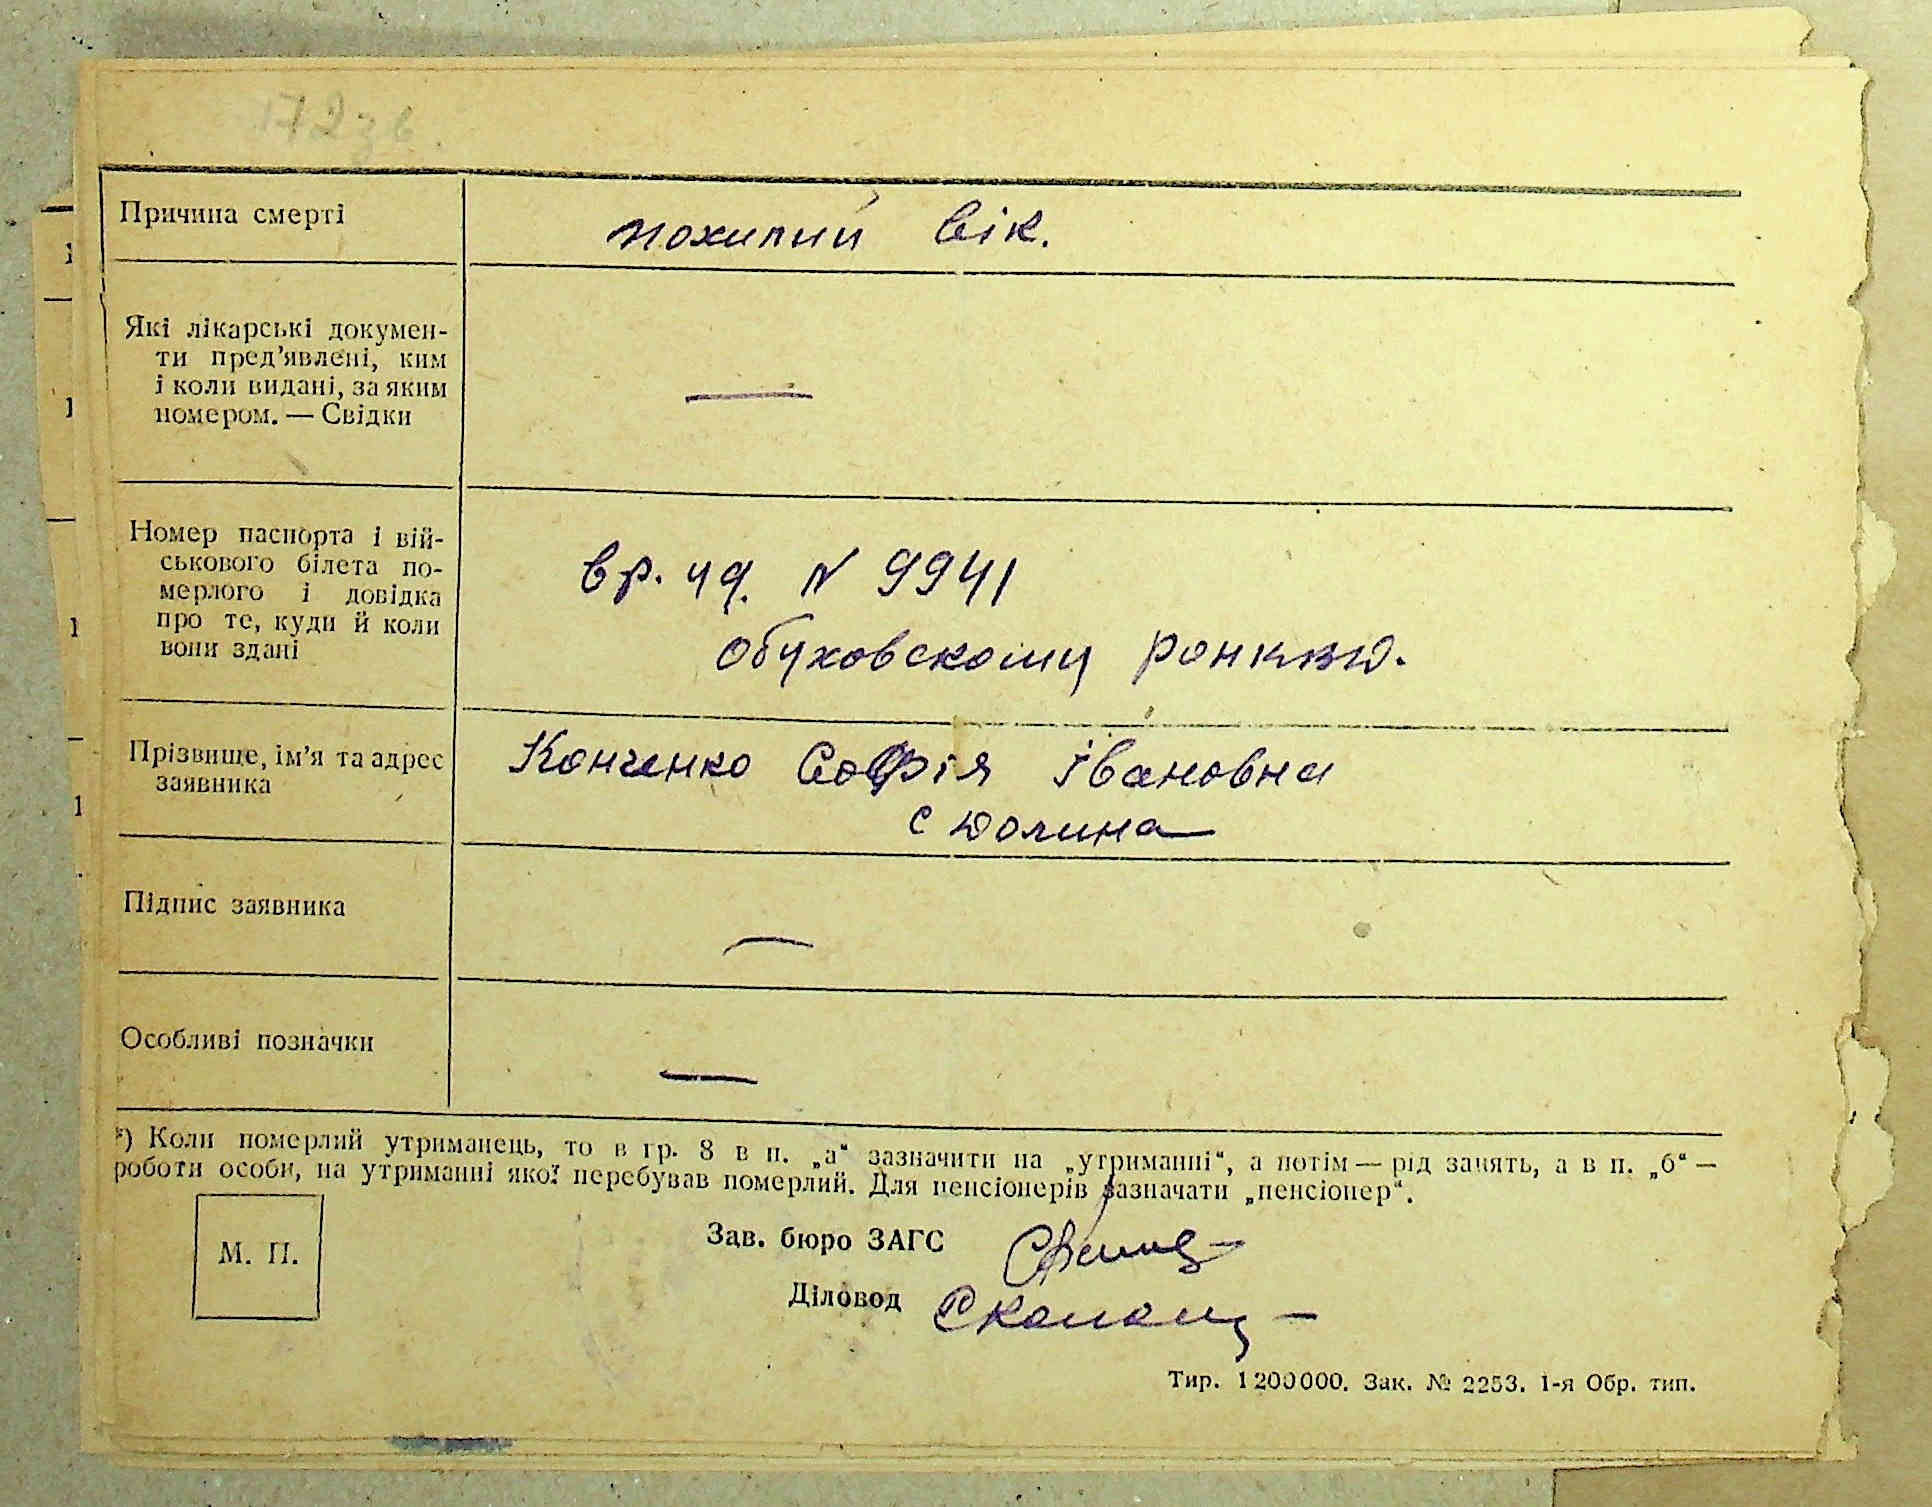 172зв
Причина смерті
похилий вік.
Які лікарські докумен-
ти пред’явлені, ким
і коли видані, за яким
номером. — Свідки
—
Номер паспорта і вій-
ськового білета по-
мерлого і довідка
про те, куди й коли
вони здані
вр. уд. N 9941
Обуховскому
Прізвище, ім’я та адрес
заявника
Конченко Софія Івановна
с Долина
Підпис заявника
—
Особливі позначки
—
*) Коли померлий утриманець, то в гр. 8 в п. „а“ зазначити на „утриманні“, а потім — рід занять, а в п. „б“ —
роботи особи, на утриманні якої перебував померлий. Для пенсіонерів зазначати „пенсіонер“.
М. П.
Зав. бюро ЗАГС
Діловод
Тир. 1200000. Зак. № 2253. 1-я Обр. тип.